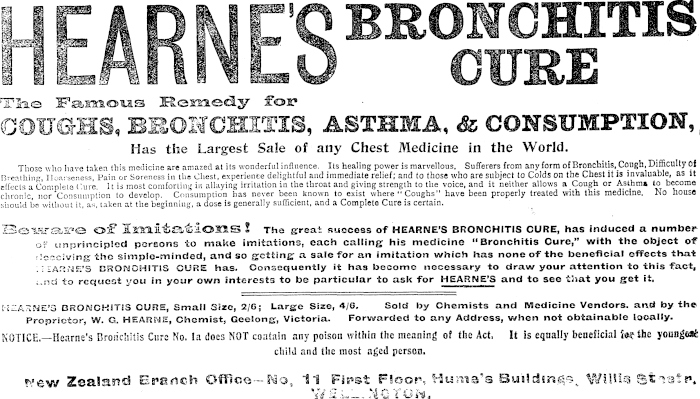 HEARNE'S BRONCHITIS
CURE
The Famous Remedy for
COUGHS, BRONCHITIS, ASTHMA, & CONSUMPTION,
Has the Largest Sale of any Chest Medicine in the World.
Those who have taken this medicine are amazed at its wonderful influence. Its healing power is marvellous. Sufferers from any form of Bronchitis, Cough, Difficulty of
Breathing, Hoarseness, Pain or Soreness in the Chest, experience delightful and immediate relief; and to those who are subject to Colds on the Chest it is invaluable, as it
effects a Complete Cure. It is most comforting in allaying irritation in the throat and giving strength to the voice, and it neither allows a Cough or Asthma to become
chronic, nor Consumption to develop. Consumption has never been known to exist where "Coughs" have been properly treated with this medicine. No house
should be without it, as, taken at the beginning, a dose is generally sufficient, and a Complete Cure is certain.
Beware of Imitations! The great success of HEARNE'S BRONCHITIS CURE, has induced a number
of unprincipled persons to make imitations, each calling his medicine "Bronchitis Cure," with the object of
deceiving the simple-minded, and so getting a sale for an imitation which has none of the beneficial effects that
HEARNE'S BRONCHITIS CURE has. Consequently it has become necessary to draw your attention to this fact,
and to request you in your own interests to be particular to ask for HEARNE'S and to see that you get it.
HEARNE'S BRONCHITIS CURE, Small Size, 2/6; Large Size, 4/6. Sold by Chemists and Medicine Vendors. and by the
Proprietor, W. G. HEARNE, Chemist, Geelong, Victoria. Forwarded to any Address, when not obtainable locally.
NOTICE.—Hearne's Bronchitis Cure No. 1a does NOT contain any poison within the meaning of the Act. It is equally beneficial for the youngest
child and the most aged person.
New Zealand Branch Office—No, 11 First Floor, Hume's Buildings, Willis Street,
WELLINGTON.